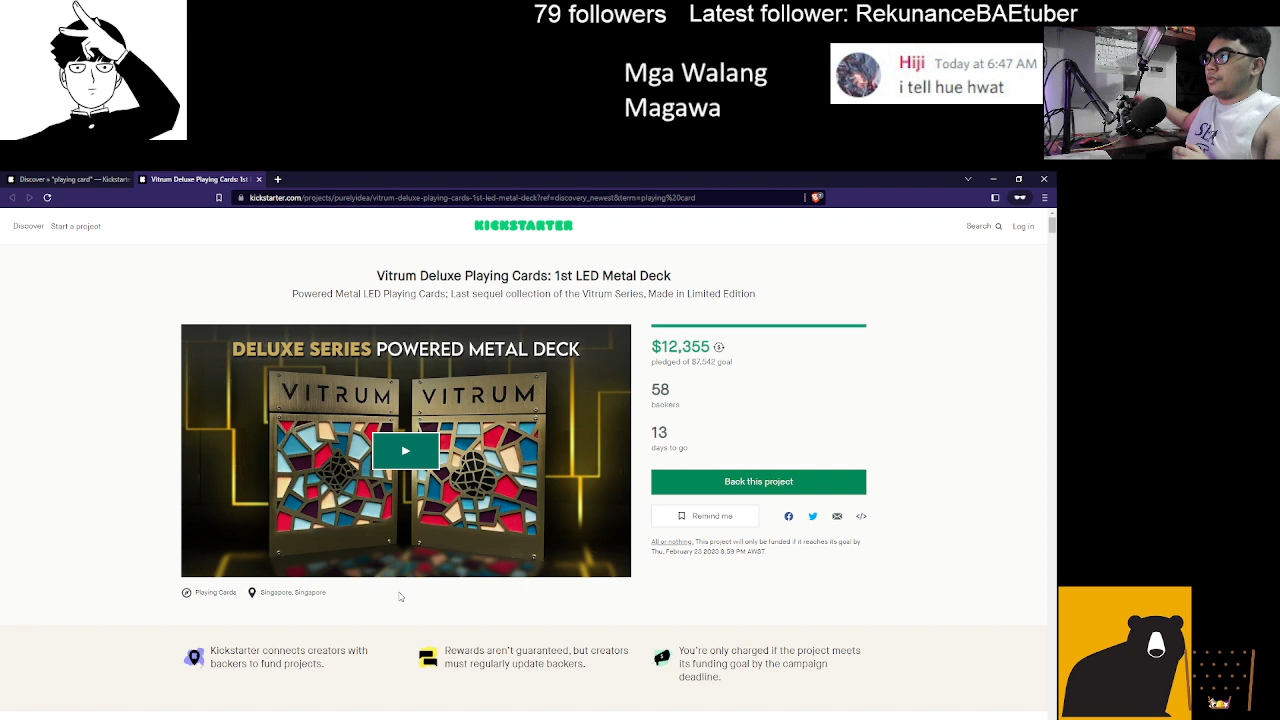 79 followers Latest follower: RekunanceBAEtuber
Mga Walang
Magawa
Hiji Today at 6:47 AM
i tell hue hwat
Discover » "playing card" — Kickstarte
Vitrum Deluxe Playing Cards: 1st L
kickstarter.com/projects/purelyidea/vitrum-deluxe-playing-cards-1st-led-metal-deck?ref=discovery_newest&term=playing%20card
Discover Start a project
KICKSTARTER
Search Log in
Vitrum Deluxe Playing Cards: 1st LED Metal Deck
Powered Metal LED Playing Cards; Last sequel collection of the Vitrum Series, Made in Limited Edition
DELUXE SERIES POWERED METAL DECK
VITRUM VITRUM
$12,355
pledged of $7,542 goal
58
backers
13
days to go
Back this project
Remind me
All or nothing. This project will only be funded if it reaches its goal by
Thu, February 23 2023 8:59 PM AWST.
Playing Cards Singapore, Singapore
Kickstarter connects creators with
backers to fund projects.
Rewards aren't guaranteed, but creators
must regularly update backers.
You're only charged if the project meets
its funding goal by the campaign
deadline.